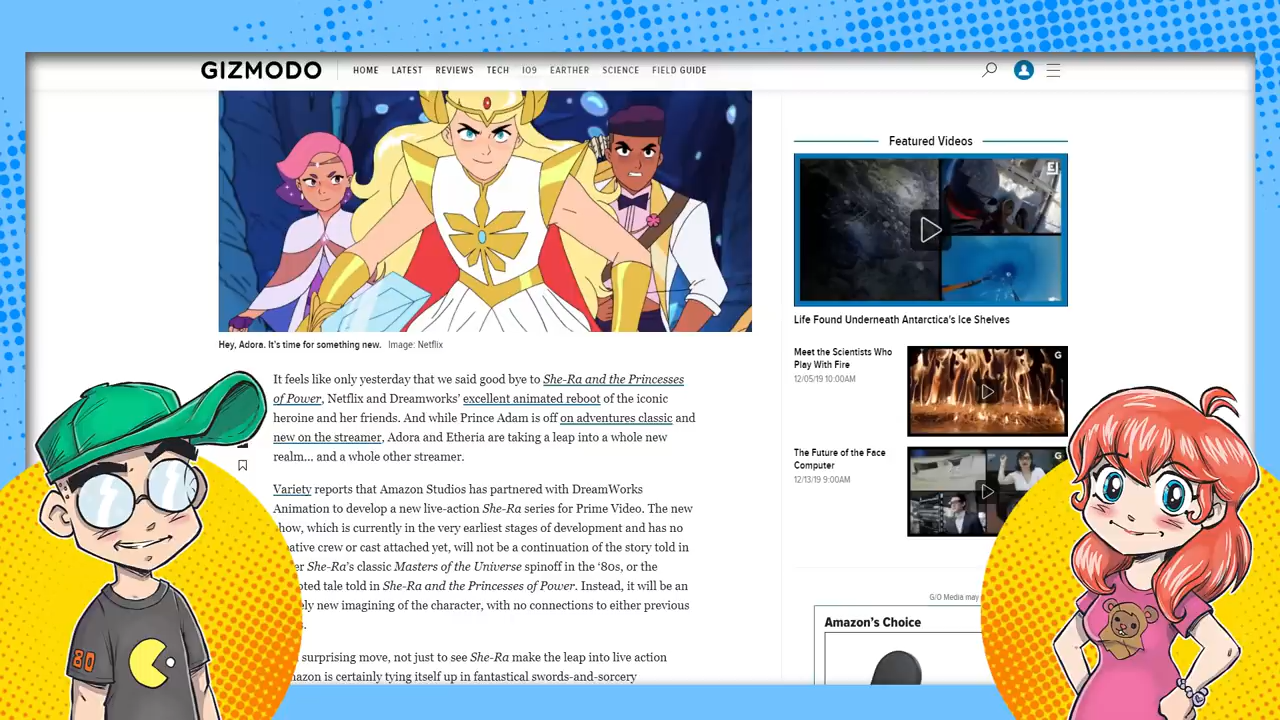 GIZMODO
HOME LATEST REVIEWS TECH IO9 EARTHER SCIENCE FIELD GUIDE
Hey, Adora. It's time for something new. Image: Netflix
It feels like only yesterday that we said good bye to She-Ra and the Princesses
of Power, Netflix and Dreamworks' excellent animated reboot of the iconic
heroine and her friends. And while Prince Adam is off on adventures classic and
new on the streamer, Adora and Etheria are taking a leap into a whole new
realm... and a whole other streamer.
Variety reports that Amazon Studios has partnered with DreamWorks
Animation to develop a new live-action She-Ra series for Prime Video. The new
how, which is currently in the very earliest stages of development and has no
ative crew or cast attached yet, will not be a continuation of the story told in
er She-Ra's classic Masters of the Universe spinoff in the '80s, or the
pted tale told in She-Ra and the Princesses of Power. Instead, it will be an
ely new imagining of the character, with no connections to either previous
s.
surprising move, not just to see She-Ra make the leap into live action
mazon is certainly tying itself up in fantastical swords-and-sorcery
Featured Videos
EJ
Life Found Underneath Antarctica's Ice Shelves
Meet the Scientists Who
Play With Fire
12/05/19 10:00AM
G
The Future of the Face
Computer
12/13/19 9:00AM
G
G/O Media may
Amazon's Choice
80